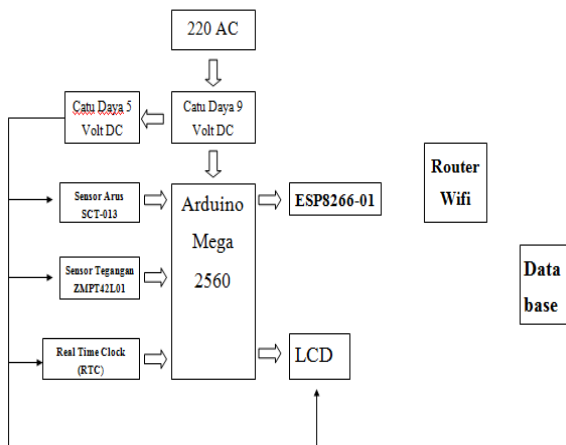 220 AC
Catu Daya 5
Volt DC
Catu Daya 9
Volt DC
Router
Wifi
Sensor Arus
SCT-013
Arduino
Mega
2560
ESP8266-01
Sensor Tegangan
ZMPT42L01
Data
base
Real Time Clock
(RTC)
LCD